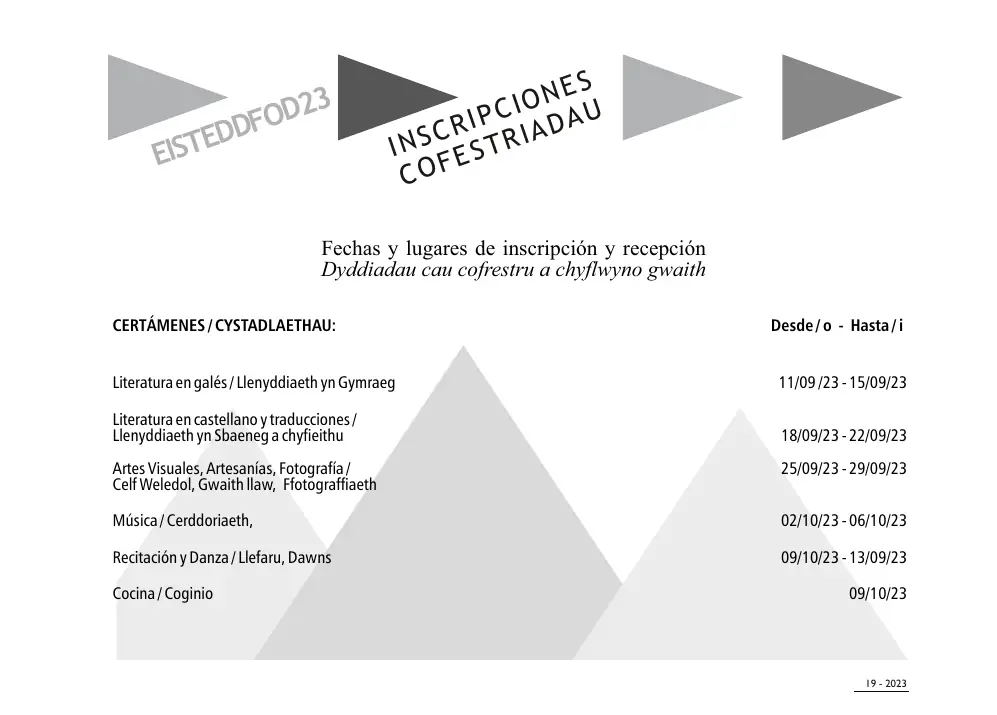 EISTEDDFOD23
INSCRIPCIONES
COFESTRIADAU
Fechas y lugares de inscripción y recepción
Dyddiadau cau cofrestru a chyflwyno gwaith
CERTÁMENES / CYSTADLAETHAU: Desde / o - Hasta / i
Literatura en galés / Llenyddiaeth yn Gymraeg 11/09 /23 - 15/09/23
Literatura en castellano y traducciones /
Llenyddiaeth yn Sbaeneg a chyfieithu 18/09/23 - 22/09/23
Artes Visuales, Artesanías, Fotografía / 25/09/23 - 29/09/23
Celf Weledol, Gwaith llaw, Ffotograffiaeth
Música / Cerddoriaeth, 02/10/23 - 06/10/23
Recitación y Danza / Llefaru, Dawns 09/10/23 - 13/09/23
Cocina / Coginio 09/10/23
19 - 2023